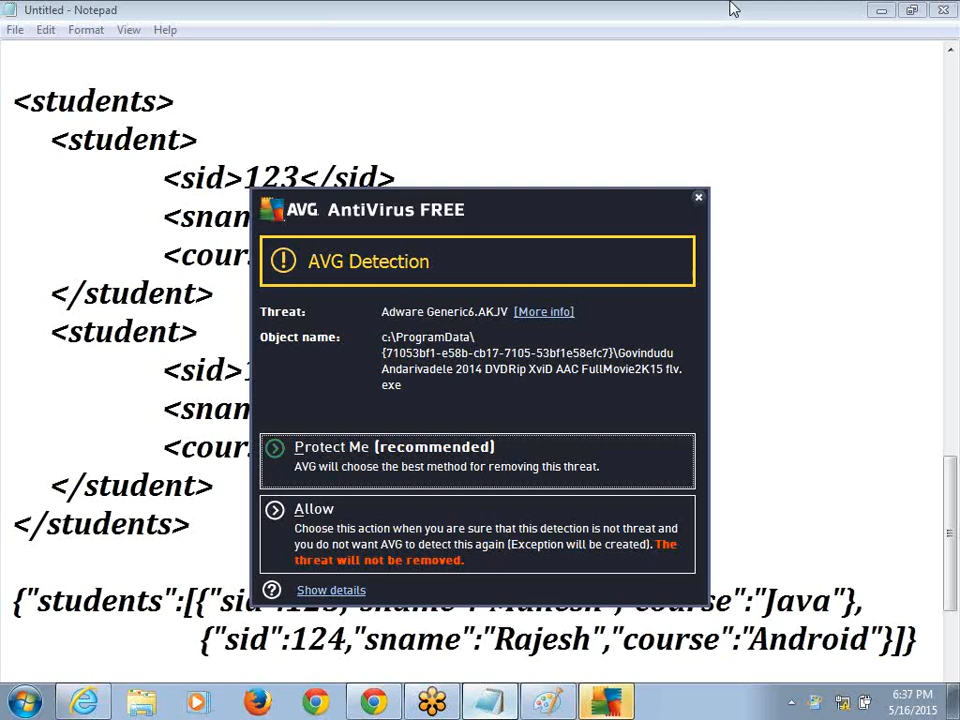 Untitled - Notepad
File Edit Format View Help
<students>
<student>
<sid>123</sid>
<snam
<cours
</student>
<student>
<sid>
<snam
<cours
</student>
</students>
{"students":[{"sid":123,"sname":"Mahesh","course":"Java"},
{"sid":124,"sname":"Rajesh","course":"Android"}]}
AVG AntiVirus FREE
AVG Detection
Threat: Adware Generic6.AKJV [More info]
Object name: c:\ProgramData\
{71053bf1-e58b-cb17-7105-53bf1e58efc7}\Govindudu
Andarivadele 2014 DVDRip XviD AAC FullMovie2K15 flv.
exe
Protect Me (recommended)
AVG will choose the best method for removing this threat.
Allow
Choose this action when you are sure that this detection is not threat and
you do not want AVG to detect this again (Exception will be created). The
threat will not be removed.
Show details
6:37 PM
5/16/2015